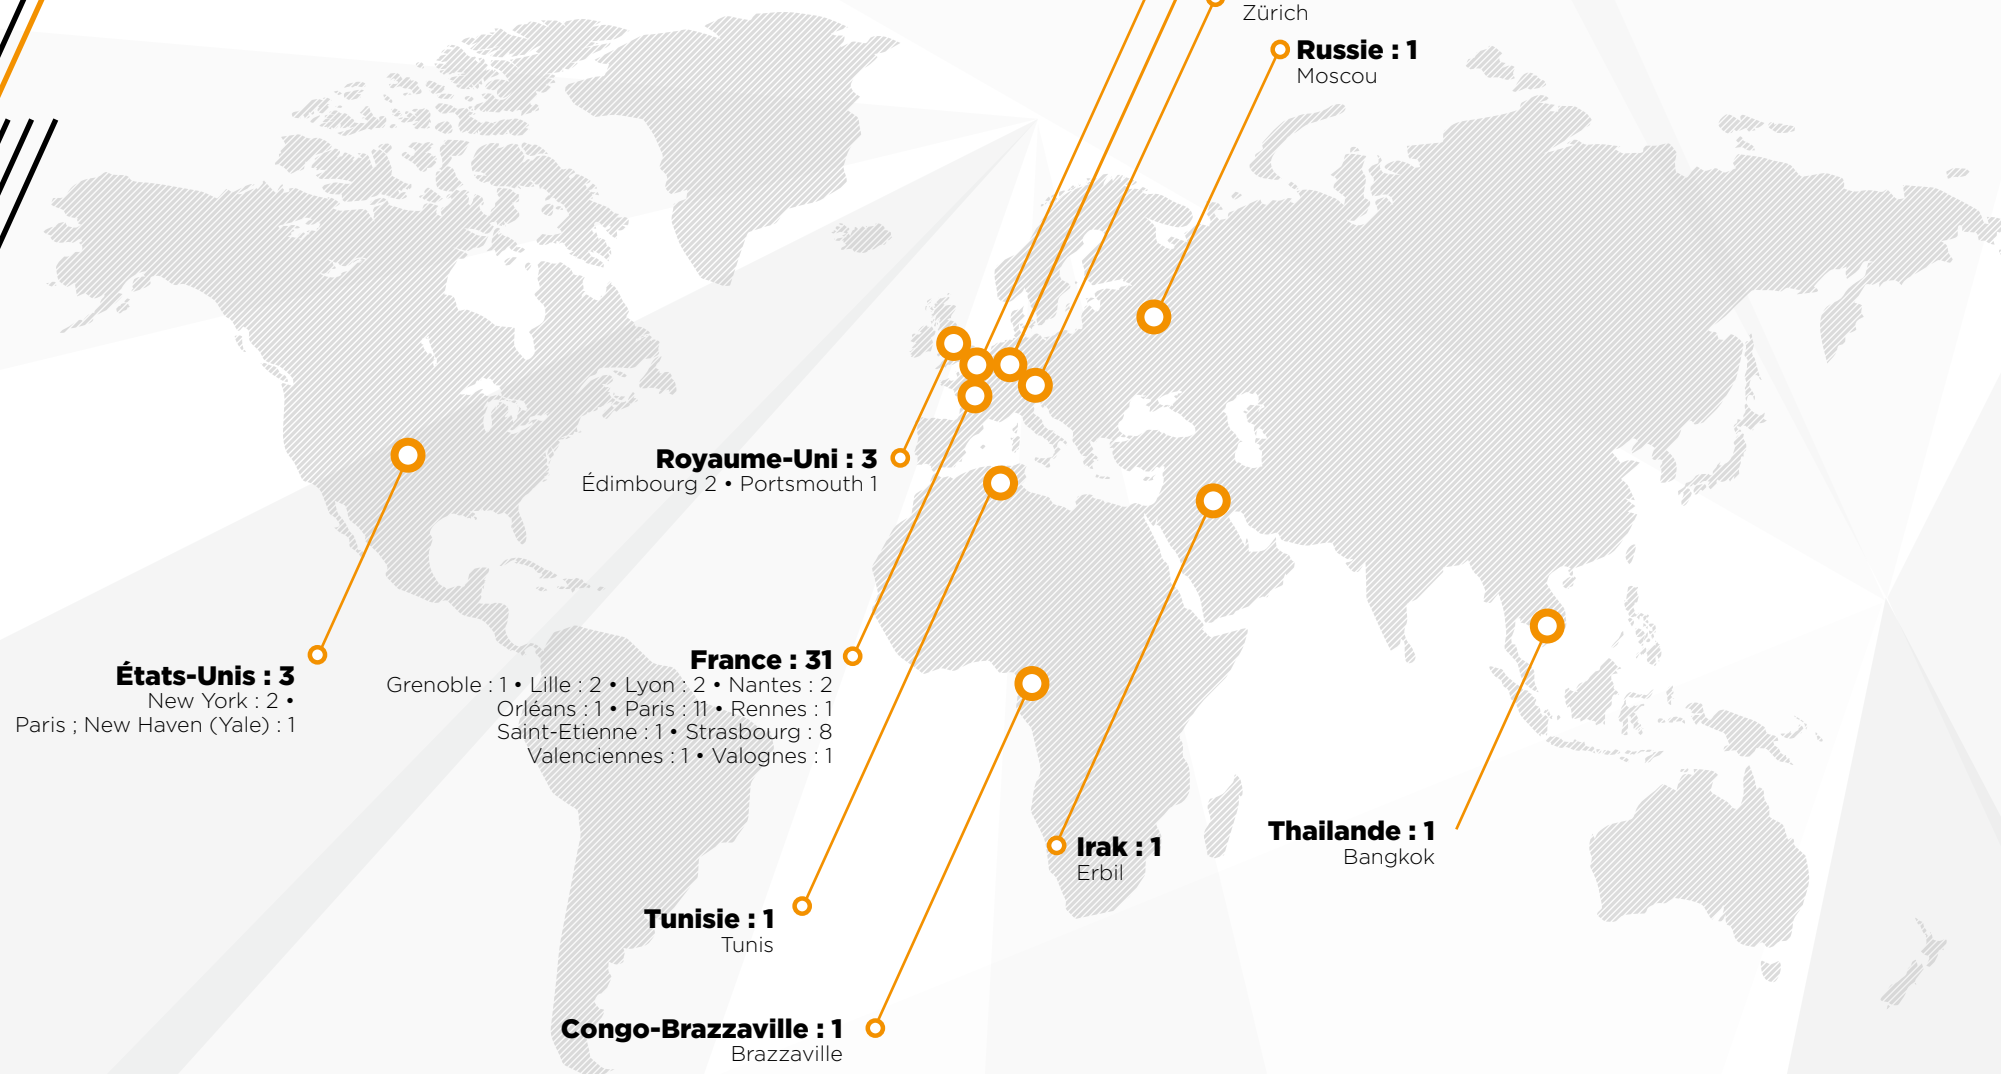 Zürich
Russie : 1
Moscou
Royaume-Uni : 3
Édimbourg 2 • Portsmouth 1
États-Unis : 3
New York : 2 •
Paris ; New Haven (Yale) : 1
France : 31
Grenoble : 1 • Lille : 2 • Lyon : 2 • Nantes : 2
Orléans : 1 • Paris : 11 • Rennes : 1
Saint-Etienne : 1 • Strasbourg : 8
Valenciennes : 1 • Valognes : 1
Irak : 1
Erbil
Thailande : 1
Bangkok
Tunisie : 1
Tunis
Congo-Brazzaville : 1
Brazzaville